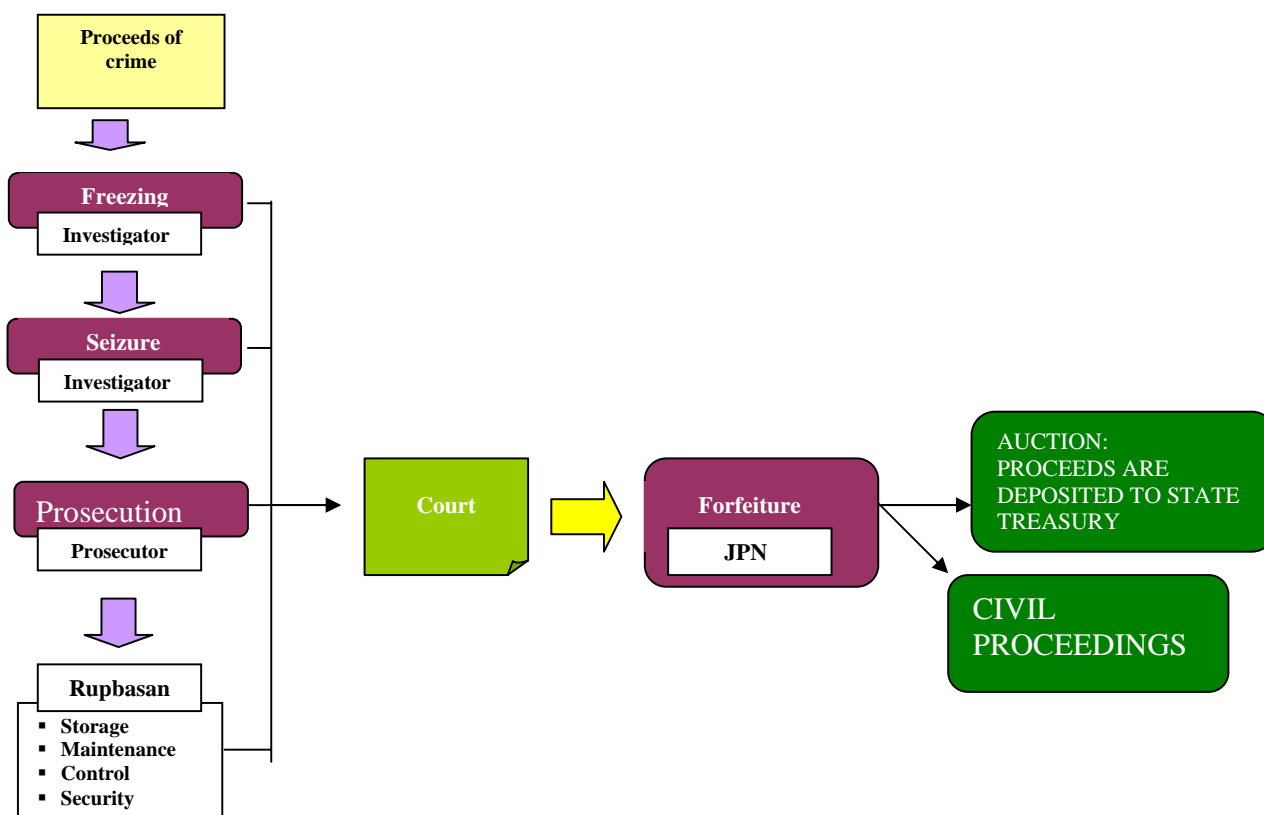 Proceeds of
crime
Freezing
Investigator
Seizure
Investigator
Prosecution
Prosecutor
Rupbasan
▪ Storage
▪ Maintenance
▪ Control
▪ Security
Court
Forfeiture
JPN
AUCTION:
PROCEEDS ARE
DEPOSITED TO STATE
TREASURY
CIVIL
PROCEEDINGS